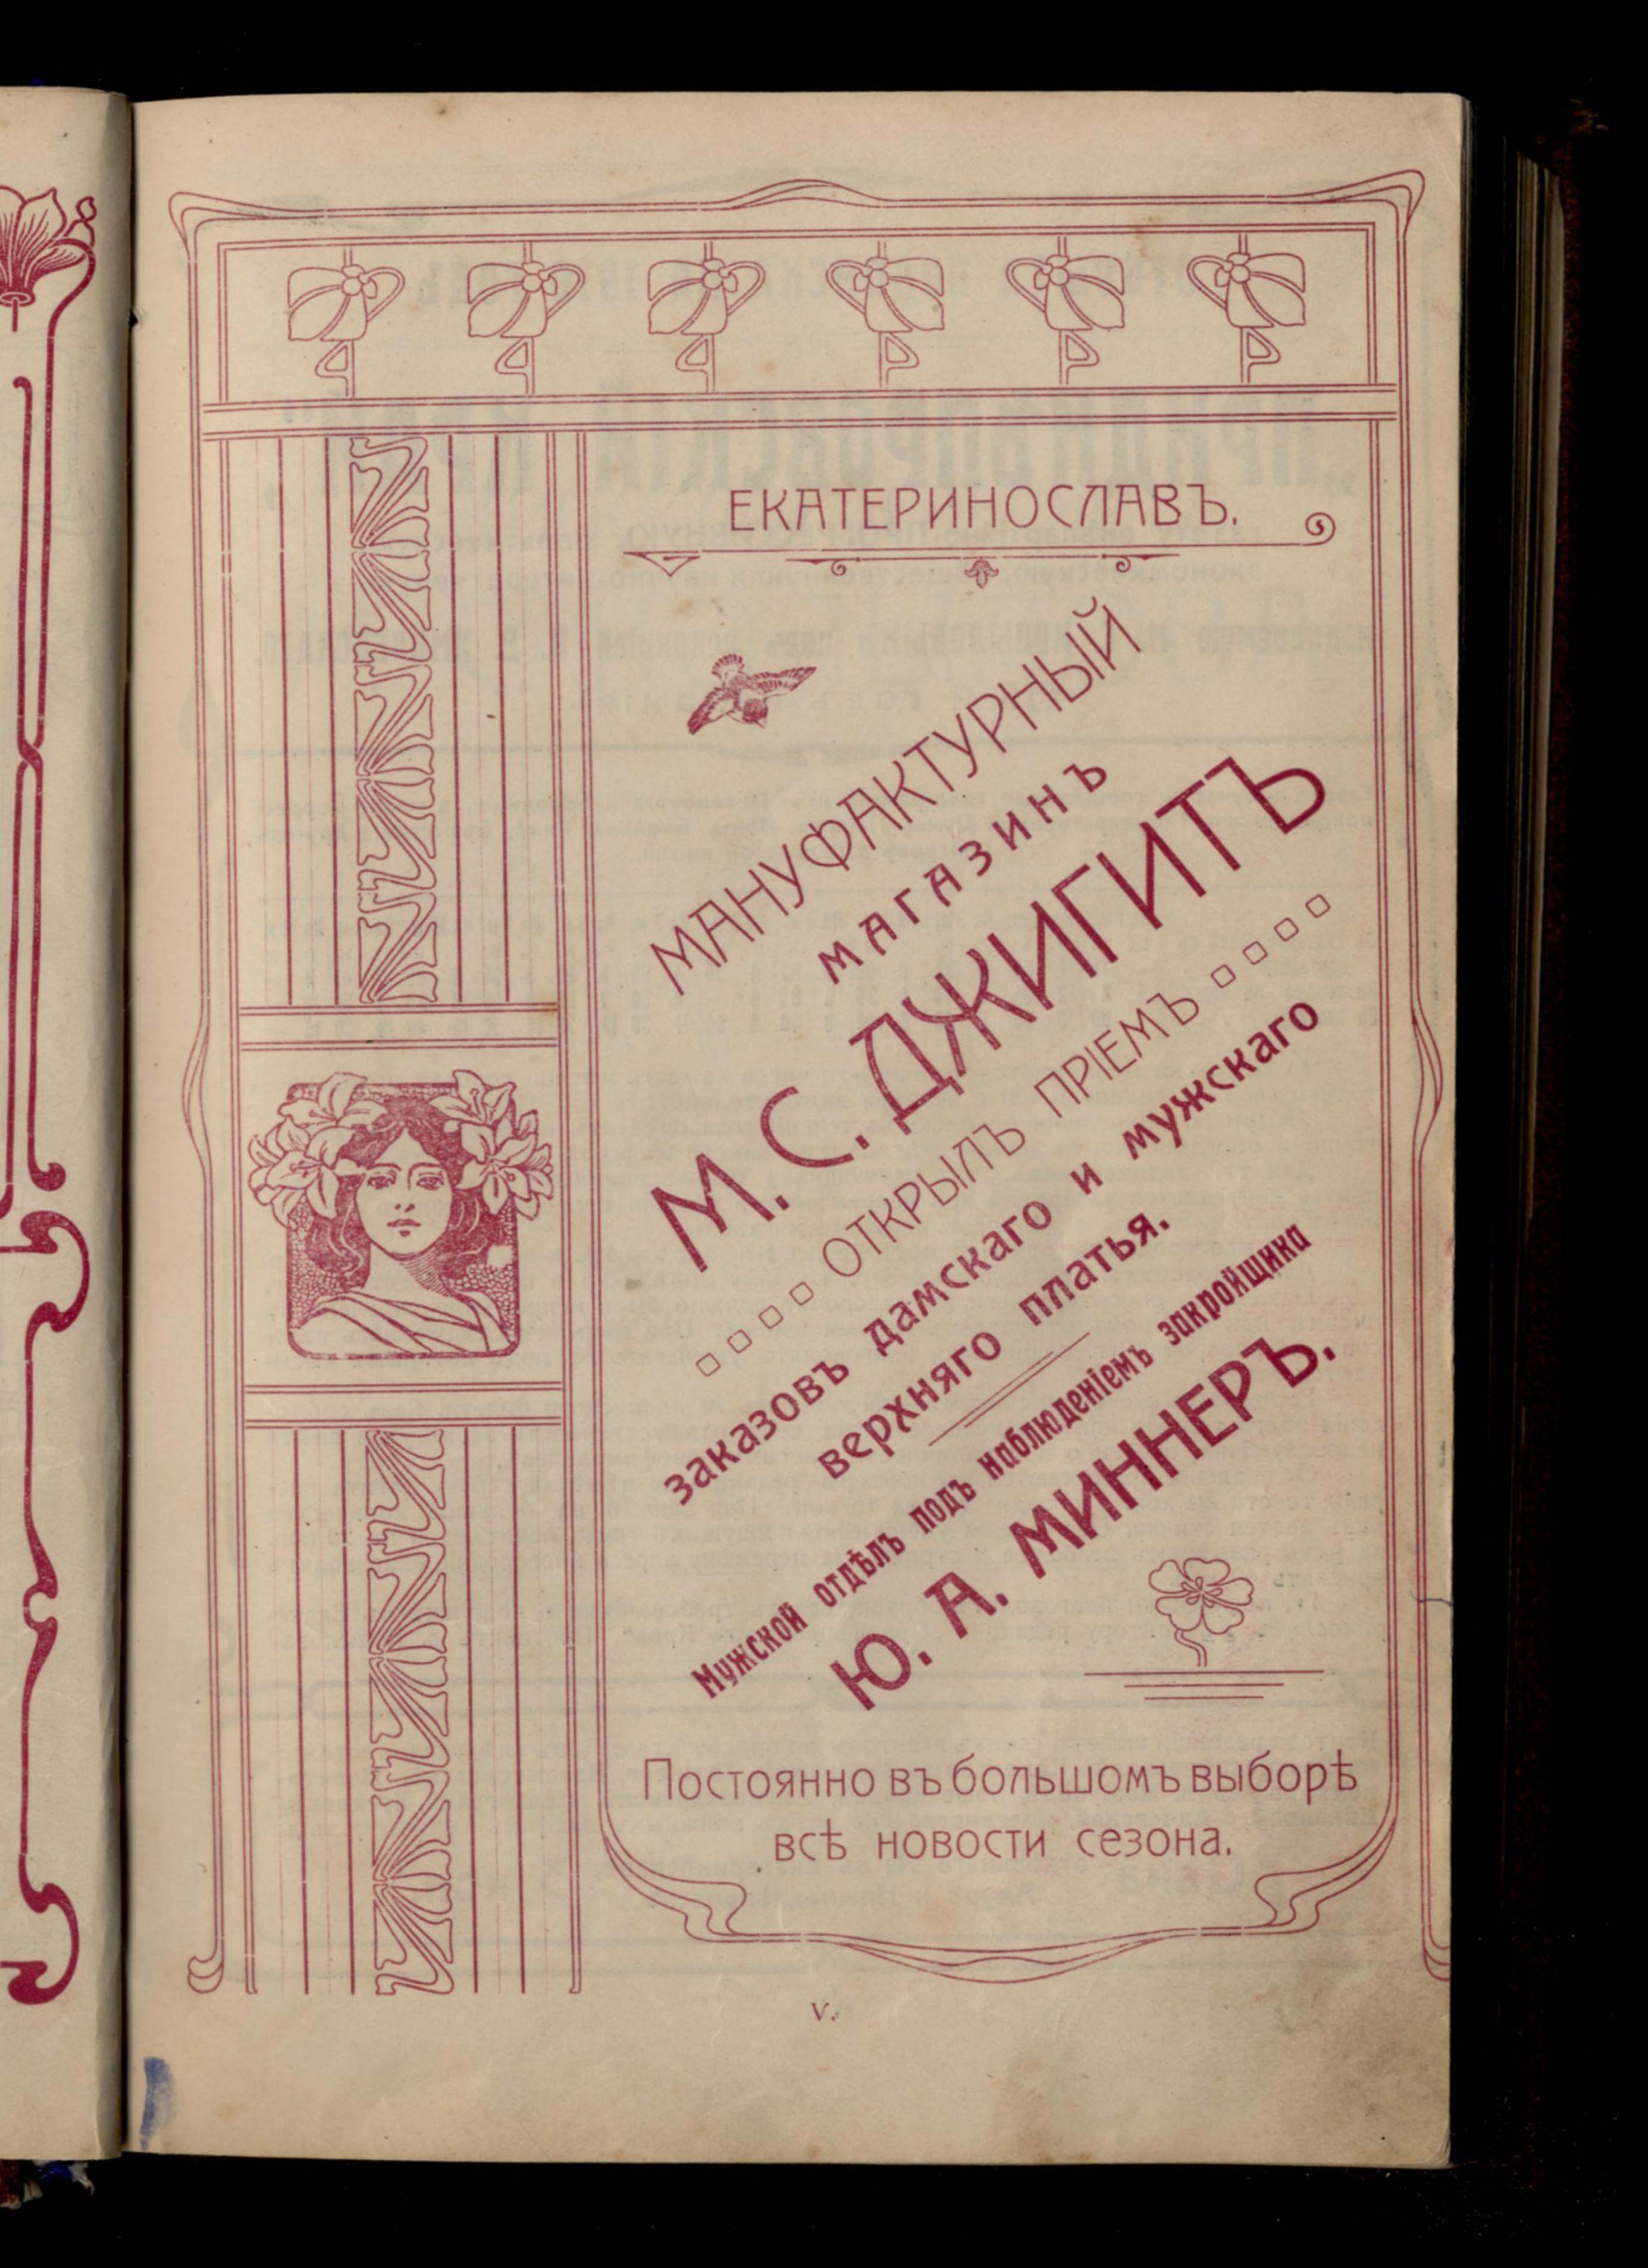 ЕКАТЕРИНОСЛАВЪ.
МАНУФАКТУРНЫЙ
МАГАЗИНЪ
М. С. ДЖИГИТЪ
ОТКРЫЛЪ ПРІЕМЪ
заказовъ дамскаго и мужскаго
верхняго платья.
Мужской отдѣлъ подъ наблюденіемъ закройщика
Ю. А. МИННЕРЪ.
Постоянно въ большомъ выборѣ
всѣ новости сезона.
V.